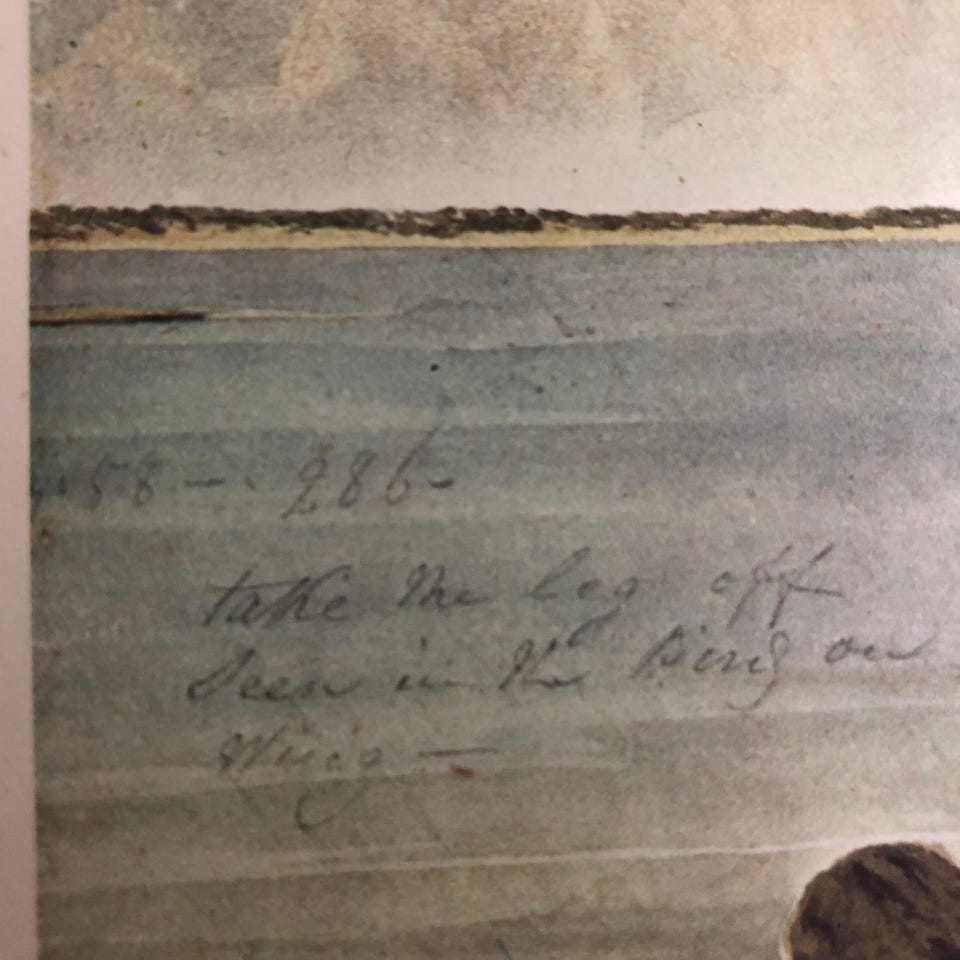 58 — 286
take the leg off
seen in the Bird on
Wing —